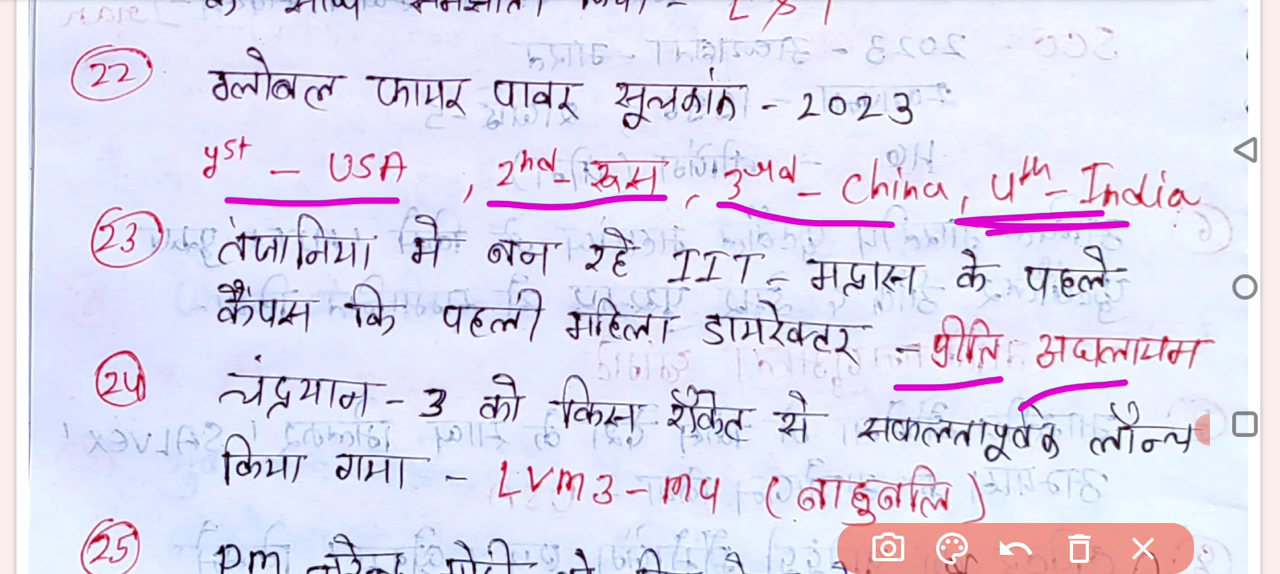 (22) ग्लोबल फायर पावर सूचकांक - 2023
1st - USA, 2nd - रूस, 3rd - China, 4th - India
(23) तंजानिया मे बन रहे IIT - मद्रास के पहले
कैंपस कि पहली महिला डायरेक्टर - प्रीति अघलायम
(24) चंद्रयान - 3 को किस रॉकेट से सफलतापूर्वक लॉन्च
किया गया - LVM3 - M4 (बाहुबलि)
(25) PM नरेन्द्र मोदी